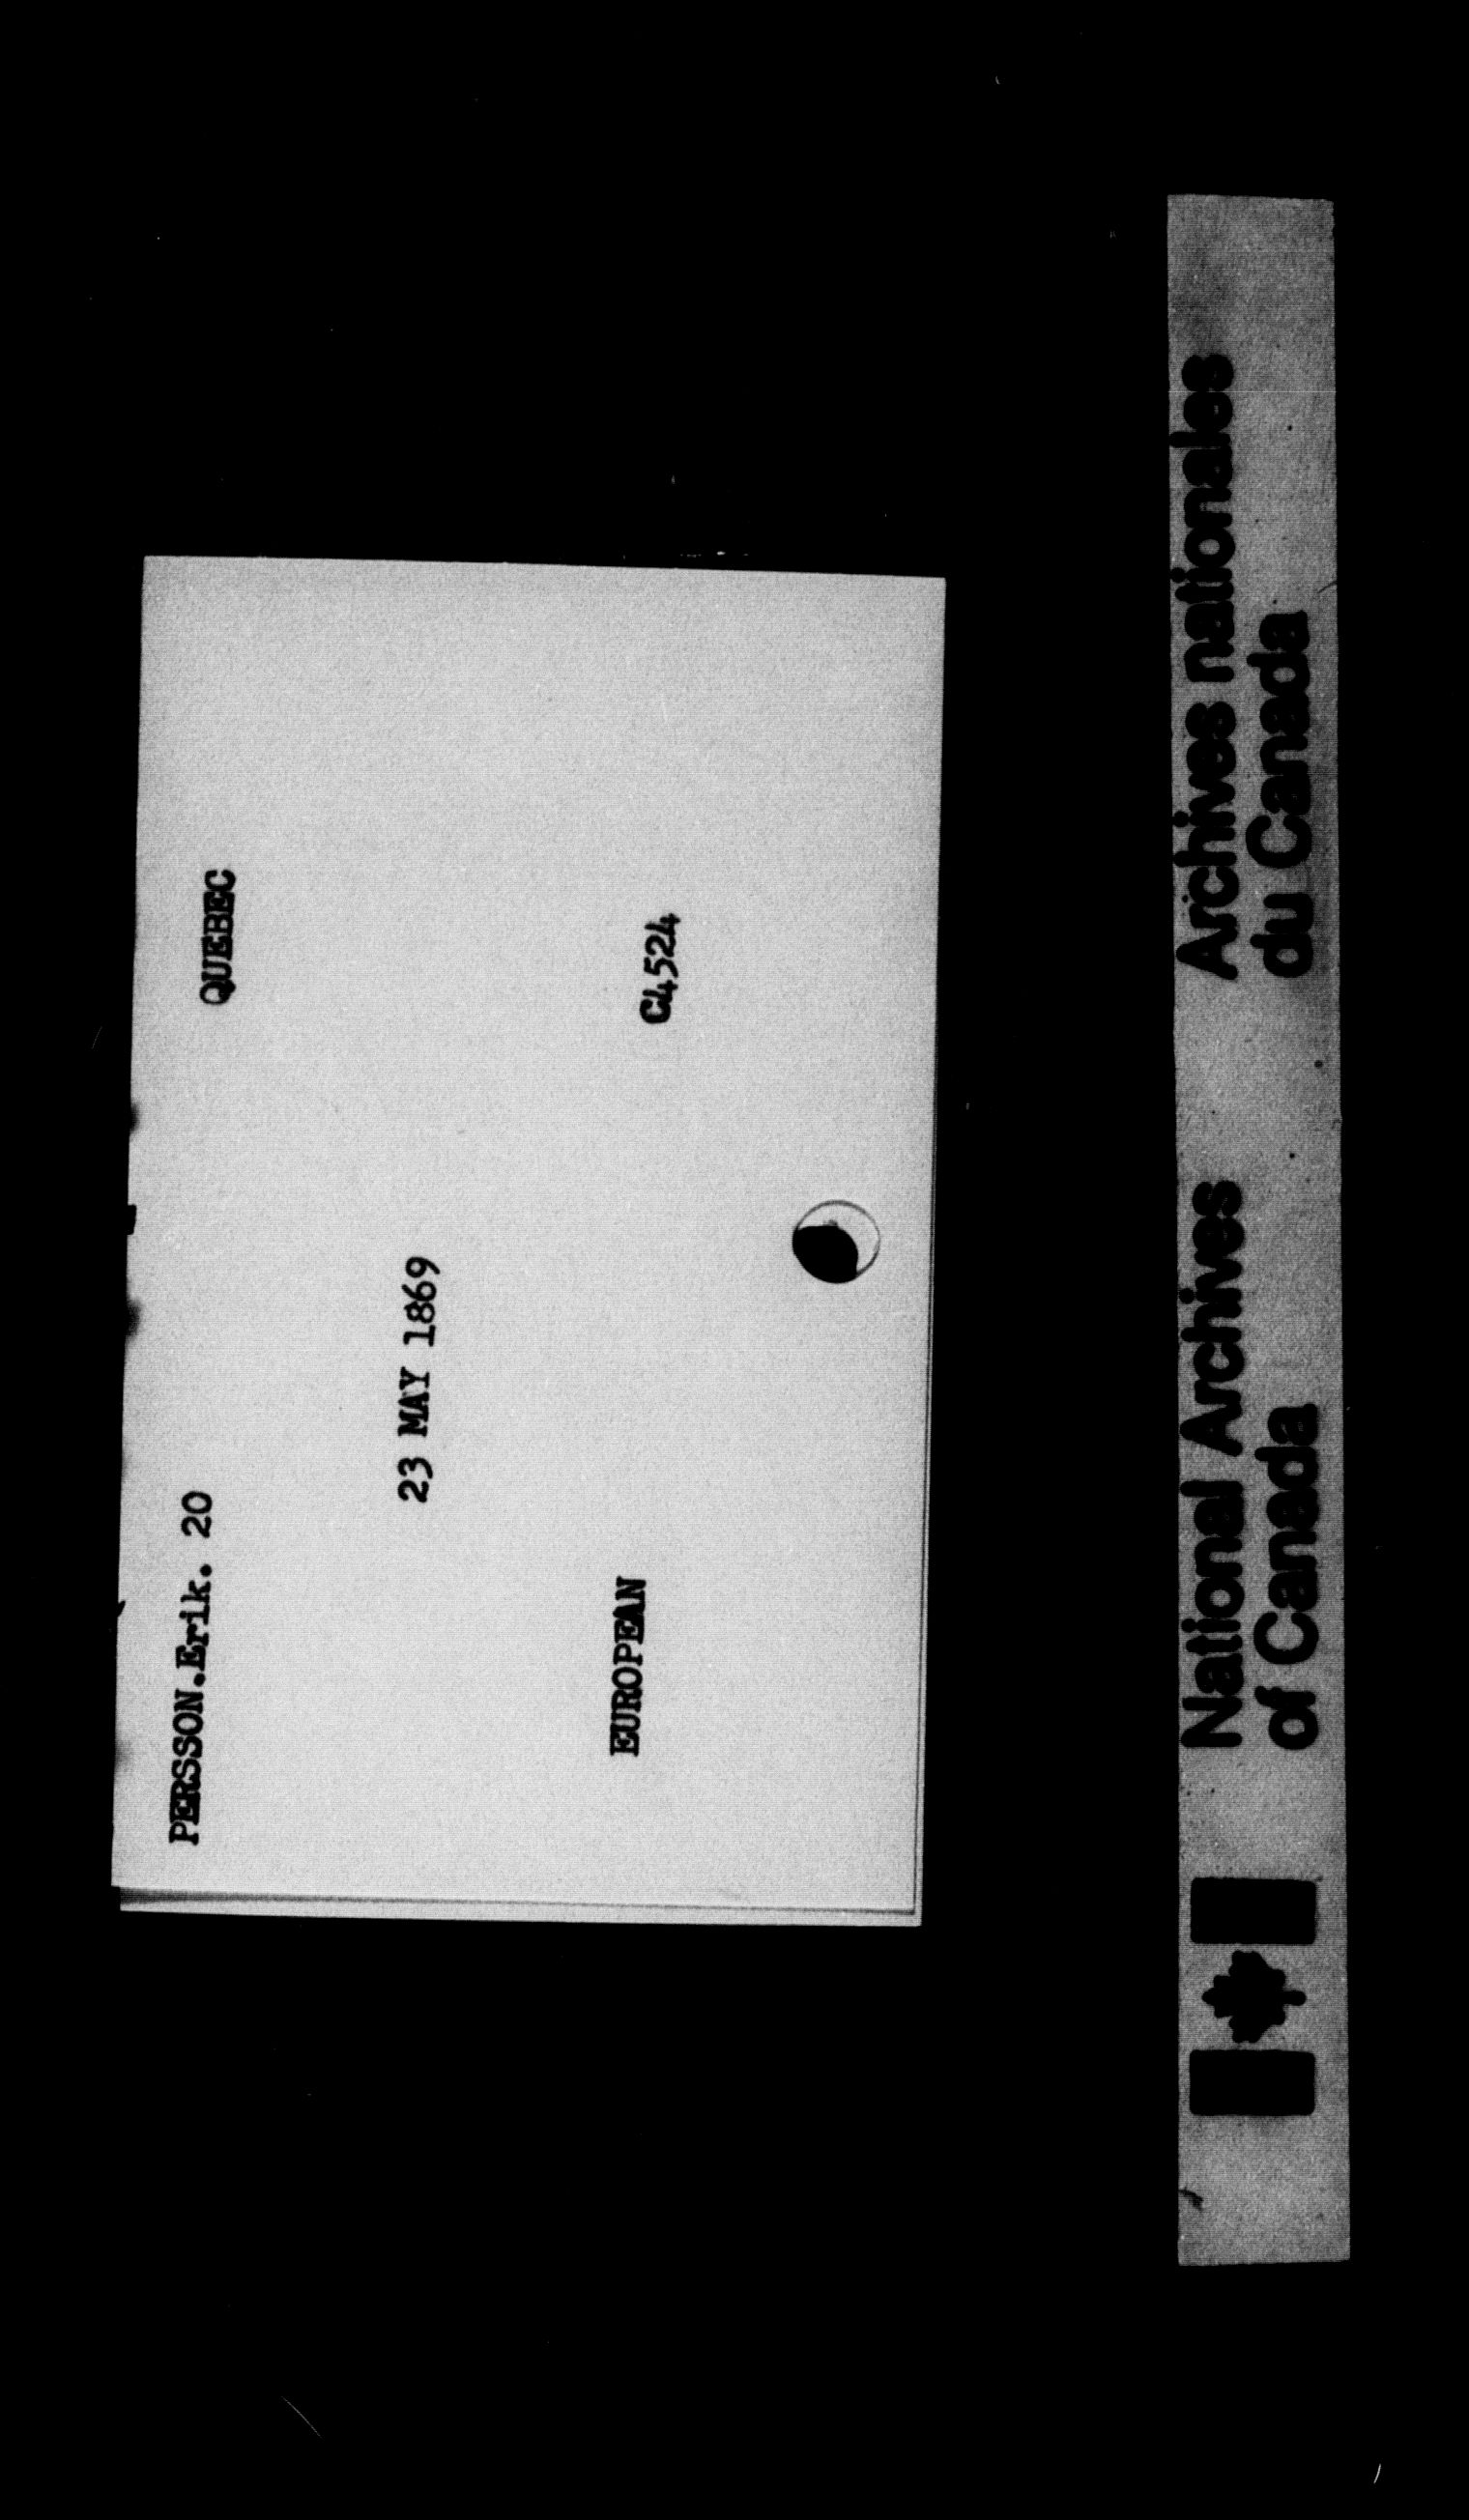 PERSSON.Erik. 20 QUEBEC
23 MAY 1869
EUROPEAN C4524
National Archives
of Canada
Archives nationales
du Canada